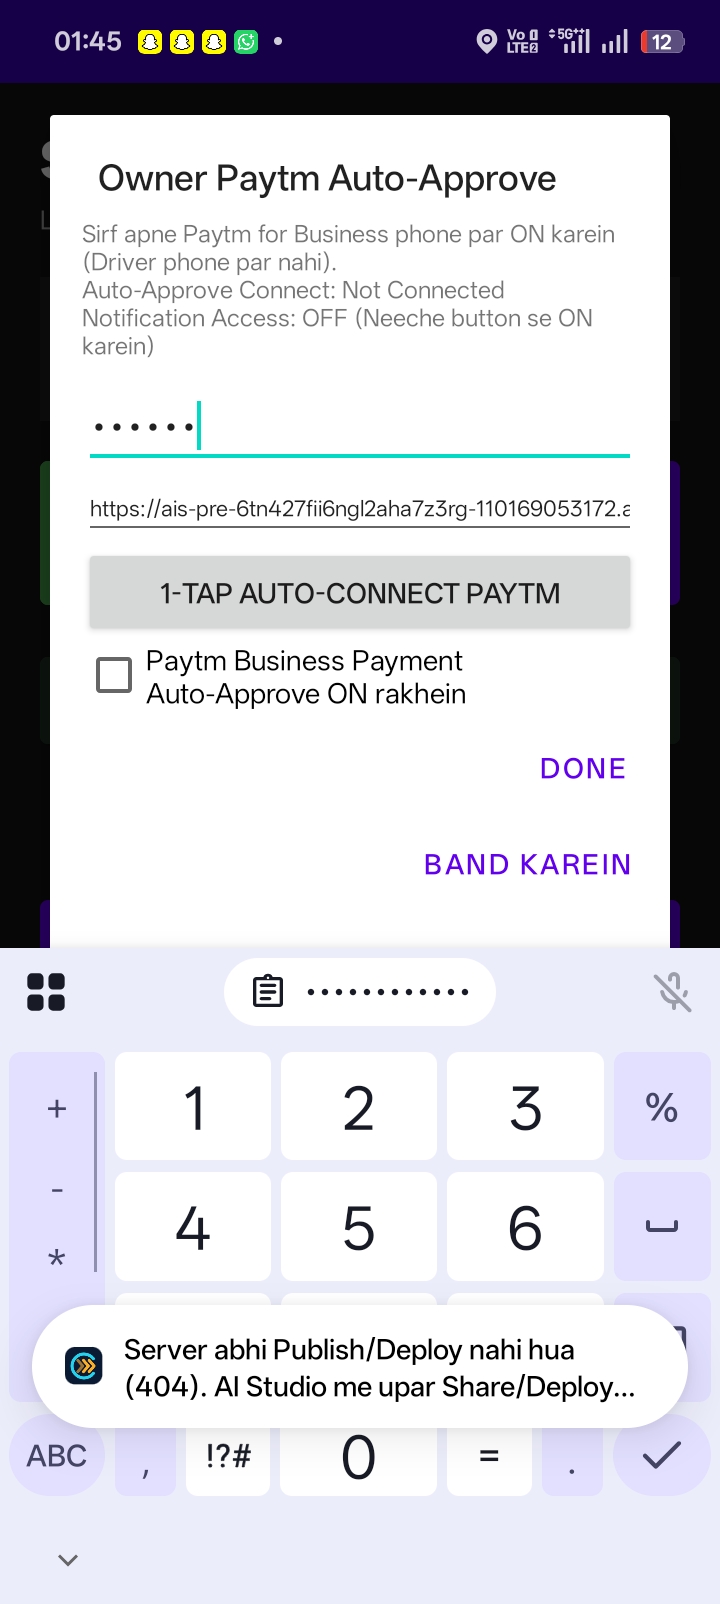 01:45
Vo
LTE2
5G++
12
Owner Paytm Auto-Approve
Sirf apne Paytm for Business phone par ON karein
(Driver phone par nahi).
Auto-Approve Connect: Not Connected
Notification Access: OFF (Neeche button se ON
karein)
••••••
https://ais-pre-6tn427fii6ngl2aha7z3rg-110169053172.a
1-TAP AUTO-CONNECT PAYTM
Paytm Business Payment
Auto-Approve ON rakhein
DONE
BAND KAREIN
••••••••••••
+ 1 2 3 %
-
* 4 5 6
Server abhi Publish/Deploy nahi hua
(404). AI Studio me upar Share/Deploy...
ABC , !?# 0 = .